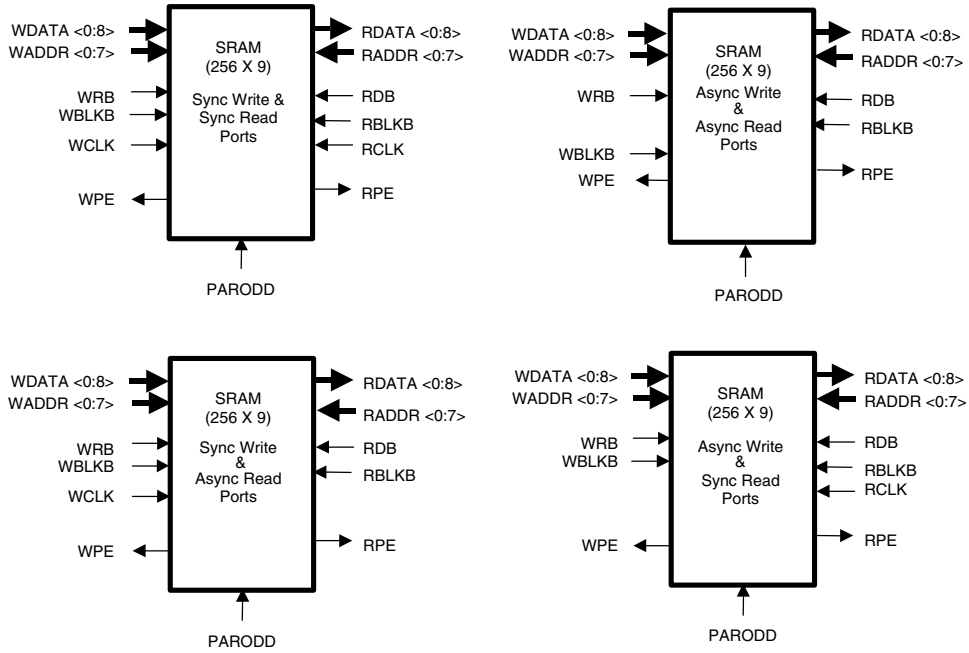 WDATA <0:8>
WADDR <0:7>
WRB
WBLKB
WCLK
WPE
SRAM
(256 X 9)
Sync Write &
Sync Read
Ports
RDATA <0:8>
RADDR <0:7>
RDB
RBLKB
RCLK
RPE
PARODD
WDATA <0:8>
WADDR <0:7>
WRB
WBLKB
WPE
SRAM
(256 X 9)
Async Write
&
Async Read
Ports
RDATA <0:8>
RADDR <0:7>
RDB
RBLKB
RPE
PARODD
WDATA <0:8>
WADDR <0:7>
WRB
WBLKB
WCLK
WPE
SRAM
(256 X 9)
Sync Write
&
Async Read
Ports
RDATA <0:8>
RADDR <0:7>
RDB
RBLKB
RPE
PARODD
WDATA <0:8>
WADDR <0:7>
WRB
WBLKB
WPE
SRAM
(256 X 9)
Async Write
&
Sync Read
Ports
RDATA <0:8>
RADDR <0:7>
RDB
RBLKB
RCLK
RPE
PARODD